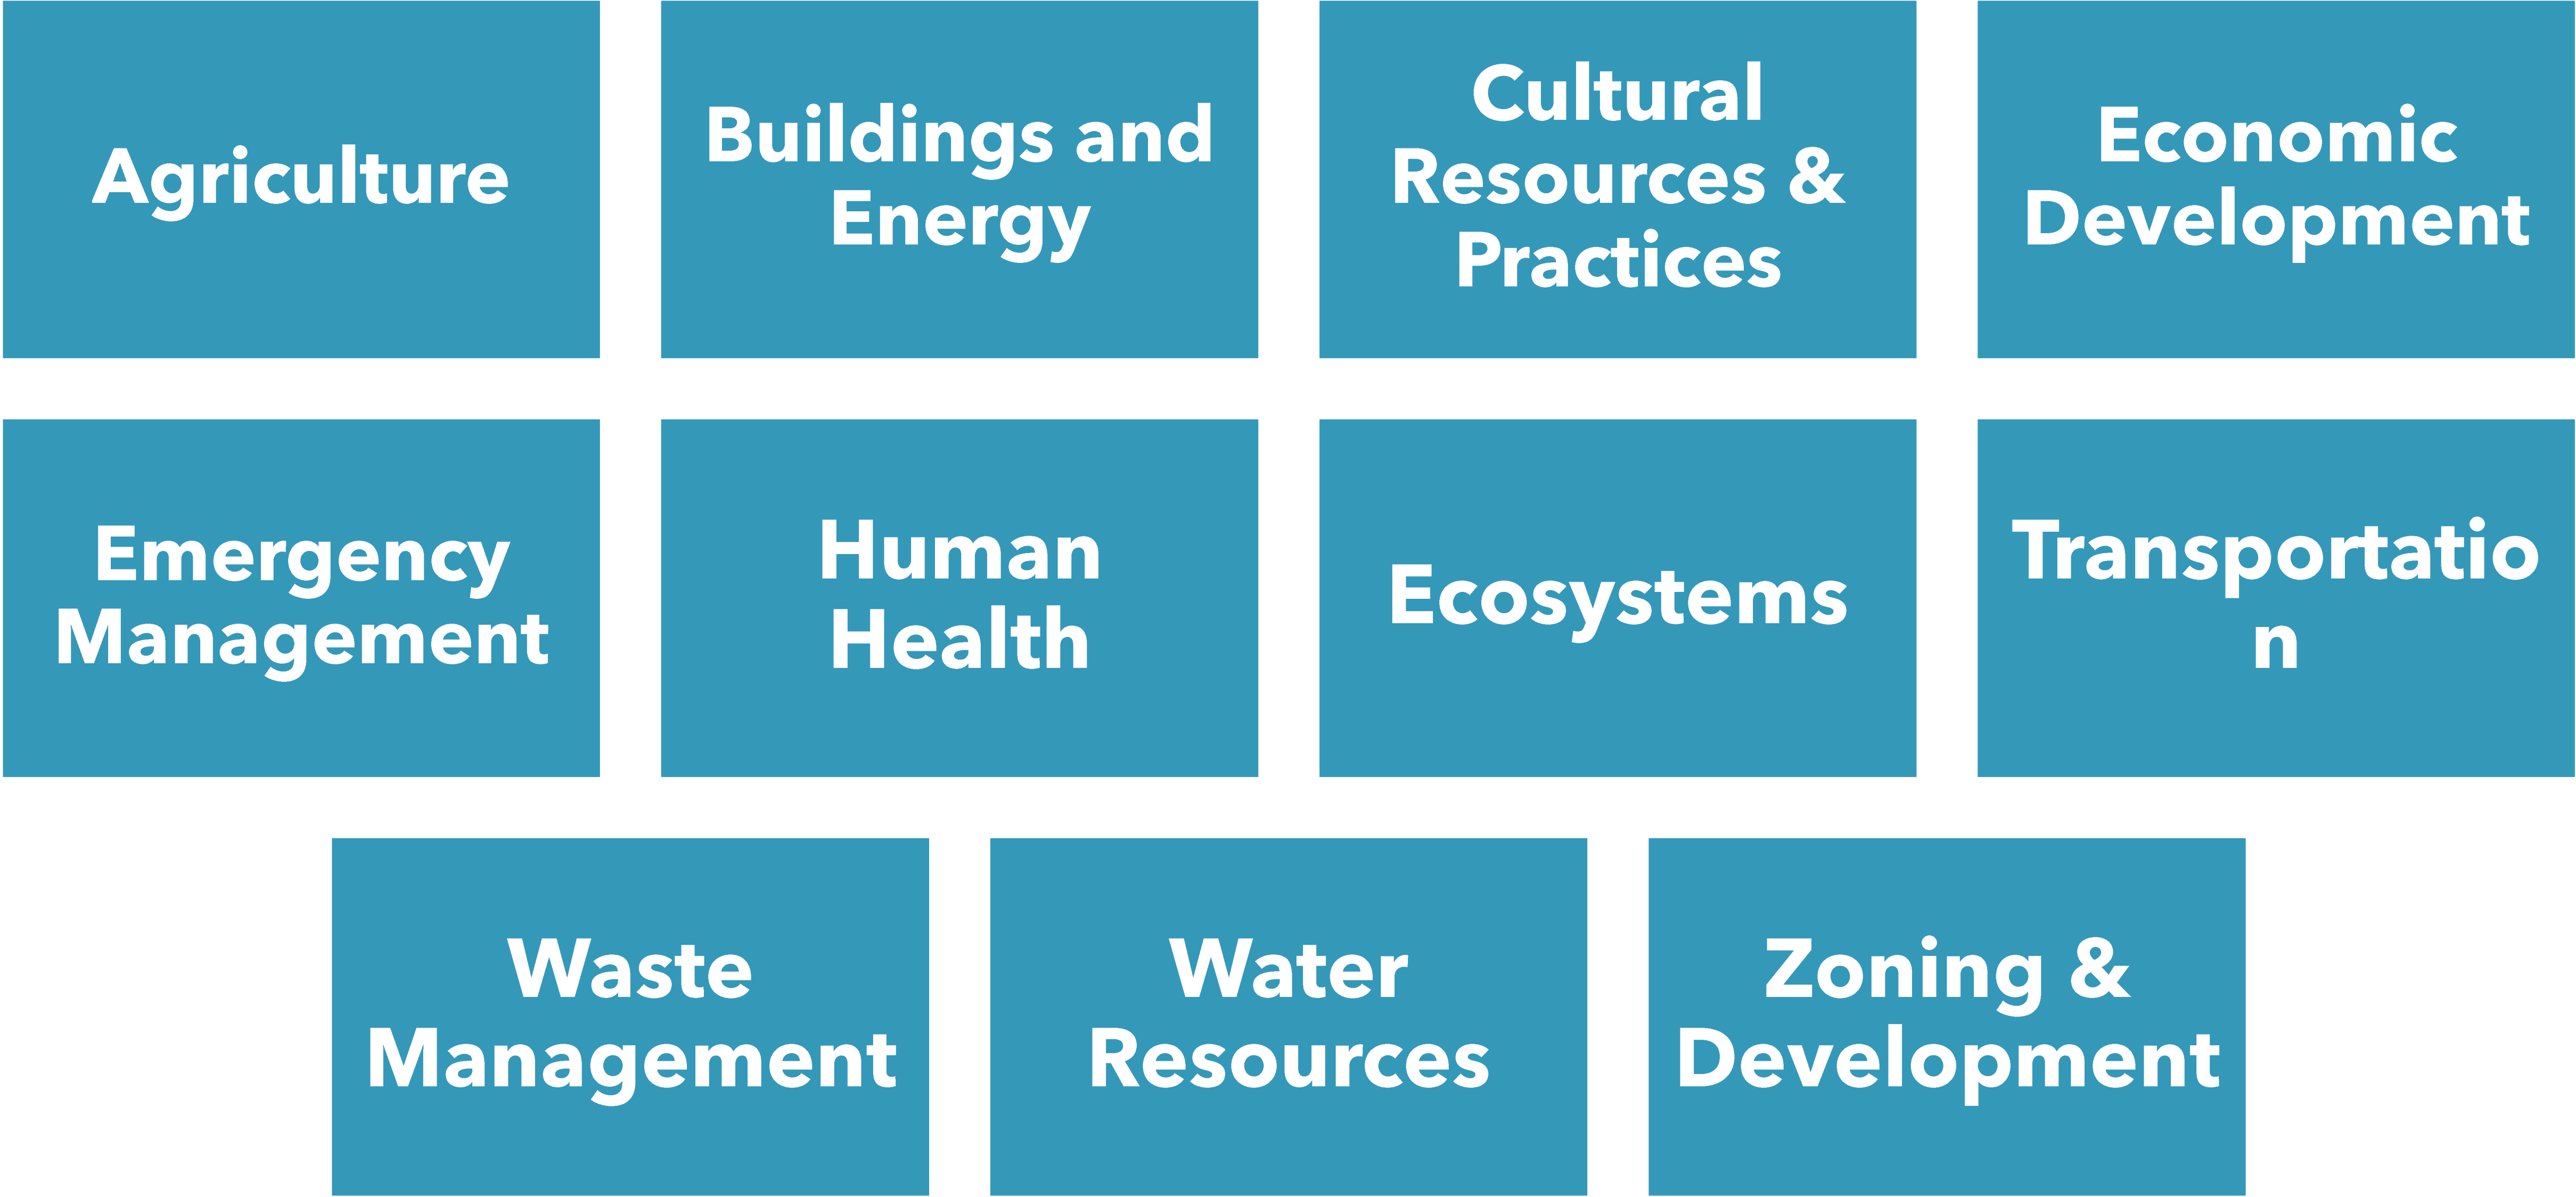 Agriculture
Buildings and
Energy
Cultural
Resources &
Practices
Economic
Development
Emergency
Management
Human
Health
Ecosystems
Transportatio
n
Waste
Management
Water
Resources
Zoning &
Development